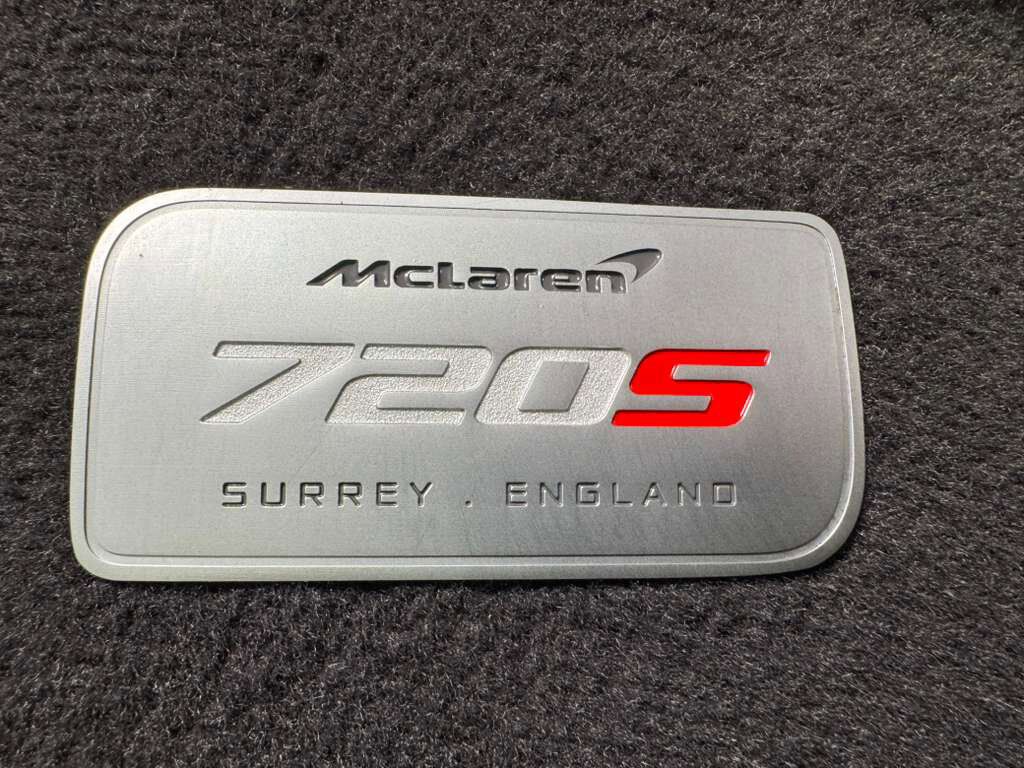 McLaren
720S
SURREY . ENGLAND